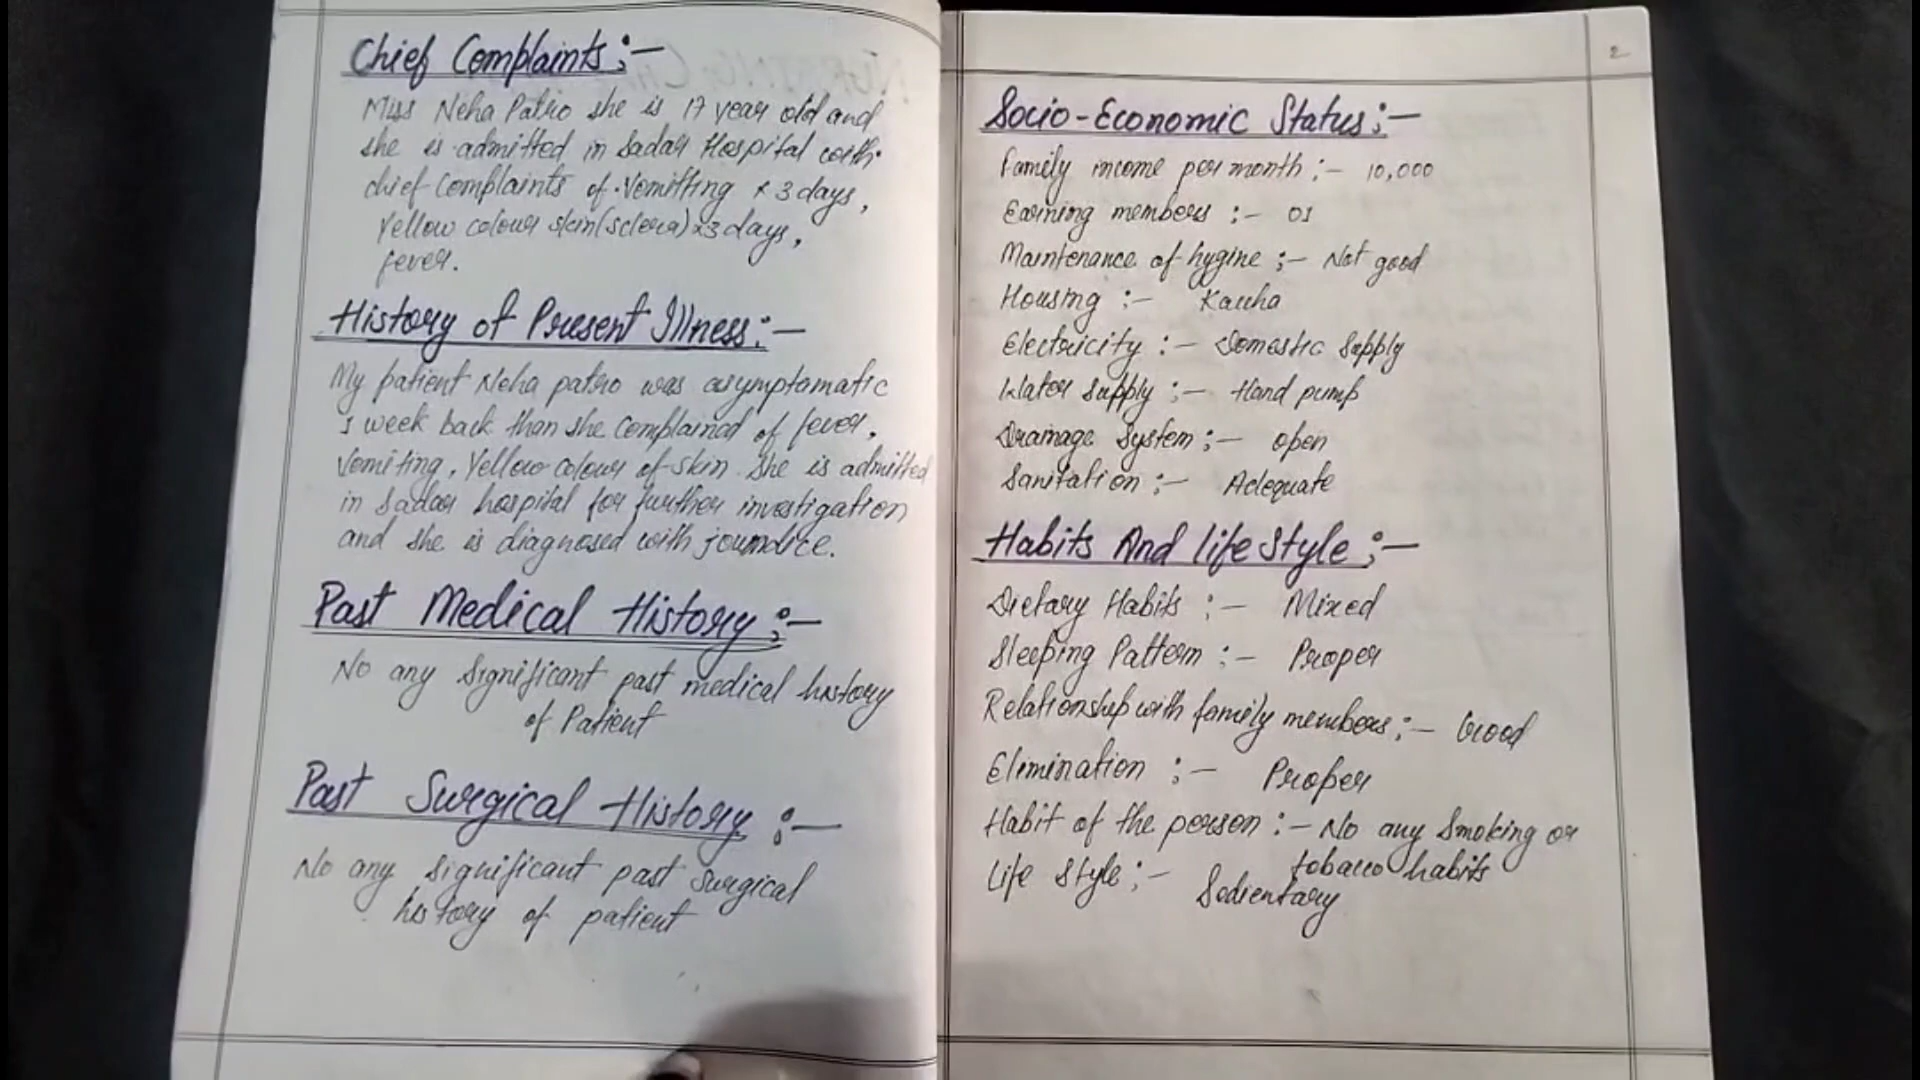 Chief Complaints:-
Miss Neha Patro she is 17 year old and
she is admitted in Sadar Hospital with
chief Complaints of Vomitting x 3 days,
Yellow colour skin(sclera) x3 days,
fever.
History of Present Illness:-
My patient Neha patro was asymptomatic
1 week back than she complained of fever,
Vomiting, Yellow colour of skin. She is admitted
in Sadar hospital for further investigation
and she is diagnosed with joundice.
Past Medical History:-
No any significant past medical history
of Patient
Past Surgical History:-
No any significant past surgical
history of patient
2
Socio-Economic Status:-
Family income per month:- 10,000
Earning members:- 01
Maintenance of hygine:- Not good
Housing:- Kaccha
Electricity:- Domestic Supply
Water Supply:- Hand pump
Drainage System:- open
Sanitation:- Adequate
Habits And life Style:-
Dietary Habits:- Mixed
Sleeping Pattern:- Proper
Relationship with family members:- Good
Elimination:- Proper
Habit of the person:- No any Smoking or
tobacco habits
Life Style:- Sedientary